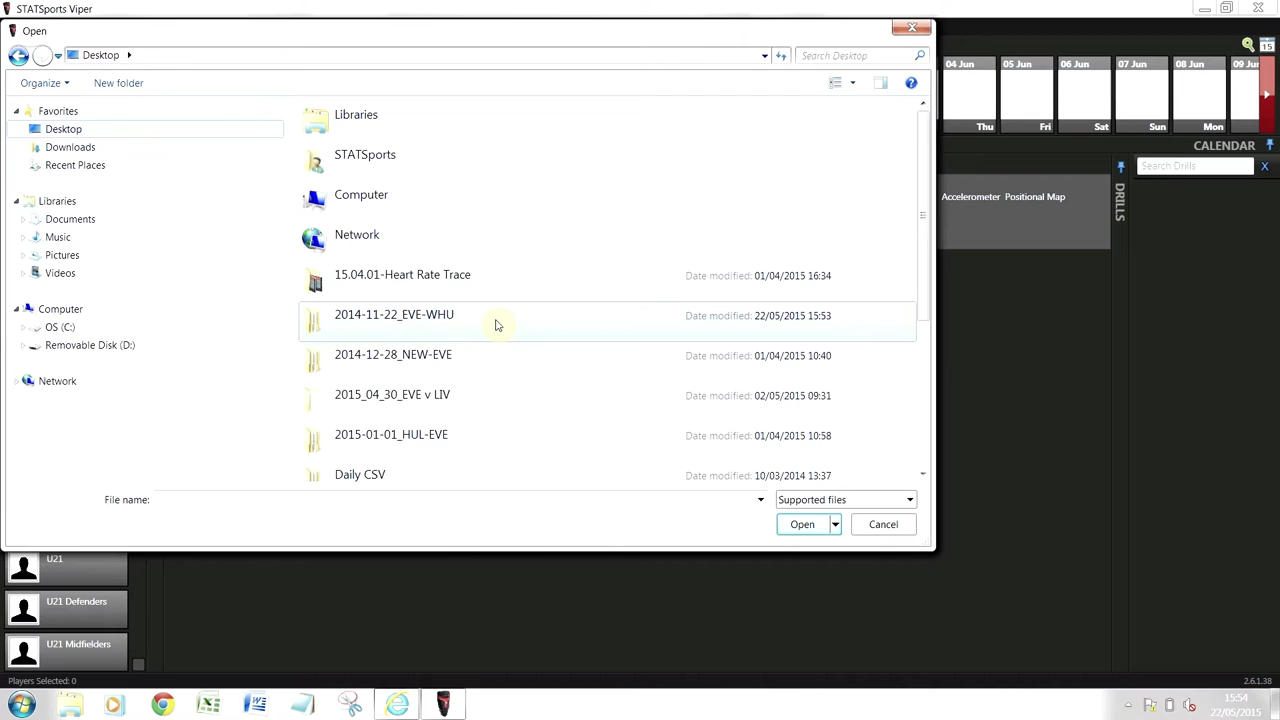 STATSports Viper
Open
Desktop
Search Desktop
Organize
New folder
Favorites
Desktop
Downloads
Recent Places
Libraries
Documents
Music
Pictures
Videos
Computer
OS (C:)
Removable Disk (D:)
Network
Libraries
STATSports
Computer
Network
15.04.01-Heart Rate Trace Date modified: 01/04/2015 16:34
2014-11-22_EVE-WHU Date modified: 22/05/2015 15:53
2014-12-28_NEW-EVE Date modified: 01/04/2015 10:40
2015_04_30_EVE v LIV Date modified: 02/05/2015 09:31
2015-01-01_HUL-EVE Date modified: 01/04/2015 10:58
Daily CSV Date modified: 10/03/2014 13:37
File name:
Supported files
Open
Cancel
15
04 Jun 05 Jun 06 Jun 07 Jun 08 Jun 09 Jun
Thu Fri Sat Sun Mon
CALENDAR
Search Drills X
Accelerometer Positional Map
DRILLS
U21
U21 Defenders
U21 Midfielders
Players Selected: 0
2.6.1.38
15:54
22/05/2015